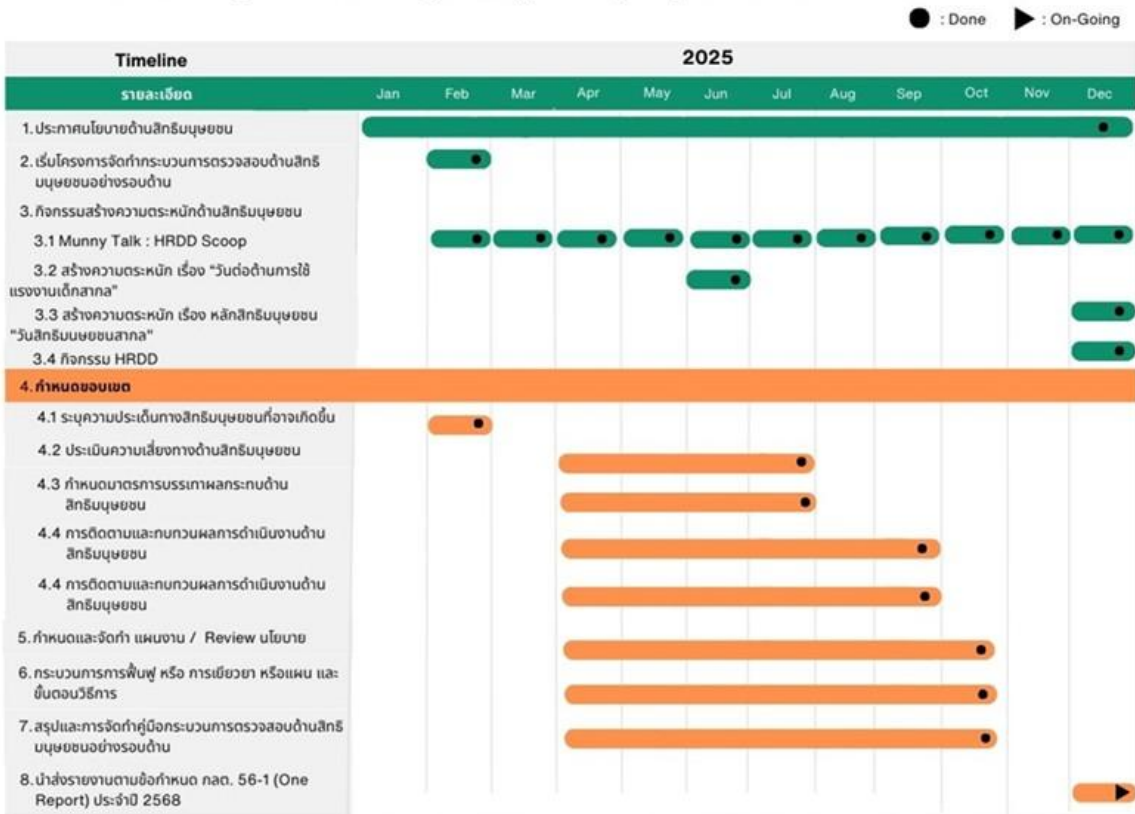 : Done : On-Going
Timeline 2025
รายละเอียด Jan Feb Mar Apr May Jun Jul Aug Sep Oct Nov Dec
1. ประกาศนโยบายด้านสิทธิมนุษยชน
2. เริ่มโครงการจัดทำกระบวนการตรวจสอบด้านสิทธิ
มนุษยชนอย่างรอบด้าน
3. กิจกรรมสร้างความตระหนักด้านสิทธิมนุษยชน
3.1 Munny Talk : HRDD Scoop
3.2 สร้างความตระหนัก เรื่อง "วันต่อต้านการใช้
แรงงานเด็กสากล"
3.3 สร้างความตระหนัก เรื่อง หลักสิทธิมนุษยชน
"วันสิทธิมนุษยชนสากล"
3.4 กิจกรรม HRDD
4. กำหนดขอบเขต
4.1 ระบุความประเด็นทางสิทธิมนุษยชนที่อาจเกิดขึ้น
4.2 ประเมินความเสี่ยงทางด้านสิทธิมนุษยชน
4.3 กำหนดมาตรการบรรเทาผลกระทบด้าน
สิทธิมนุษยชน
4.4 การติดตามและทบทวนผลการดำเนินงานด้าน
สิทธิมนุษยชน
4.4 การติดตามและทบทวนผลการดำเนินงานด้าน
สิทธิมนุษยชน
5. กำหนดและจัดทำ แผนงาน / Review นโยบาย
6. กระบวนการการฟื้นฟู หรือ การเยียวยา หรือแผน และ
ขั้นตอนวิธีการ
7. สรุปและการจัดทำคู่มือกระบวนการตรวจสอบด้านสิทธิ
มนุษยชนอย่างรอบด้าน
8. นำส่งรายงานตามข้อกำหนด กลต. 56-1 (One
Report) ประจำปี 2568